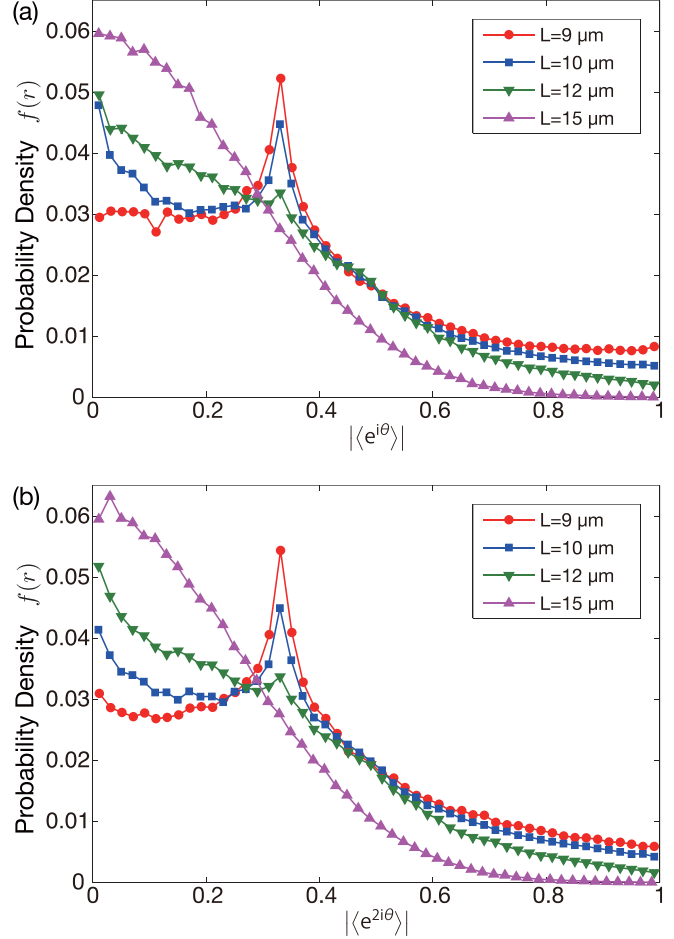 (a)
0.06
0.05
0.04
0.03
0.02
0.01
0
Probability Density f(r)
L=9 µm
L=10 µm
L=12 µm
L=15 µm
0 0.2 0.4 0.6 0.8 1
|⟨e^{iθ}⟩|
(b)
0.06
0.05
0.04
0.03
0.02
0.01
0
Probability Density f(r)
L=9 µm
L=10 µm
L=12 µm
L=15 µm
0 0.2 0.4 0.6 0.8 1
|⟨e^{2iθ}⟩|